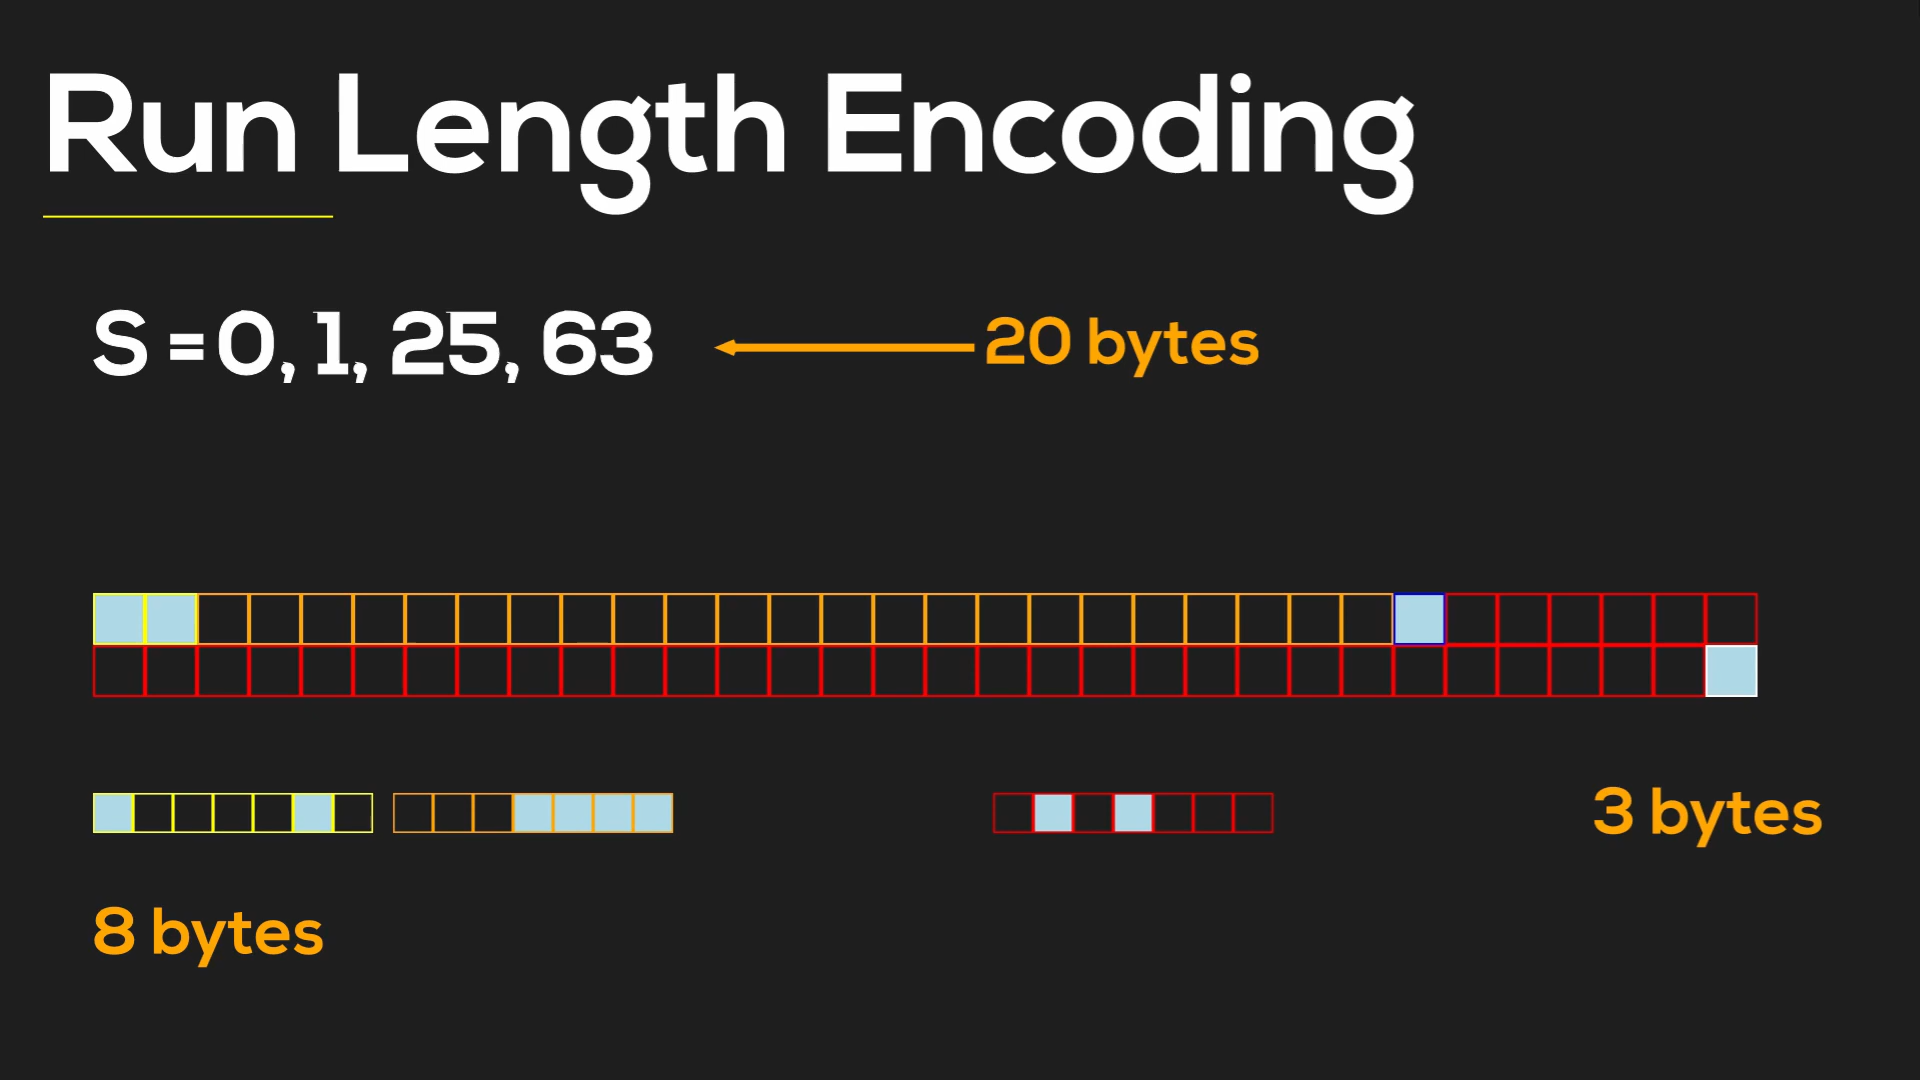 Run Length Encoding
S = 0, 1, 25, 63
20 bytes
3 bytes
8 bytes